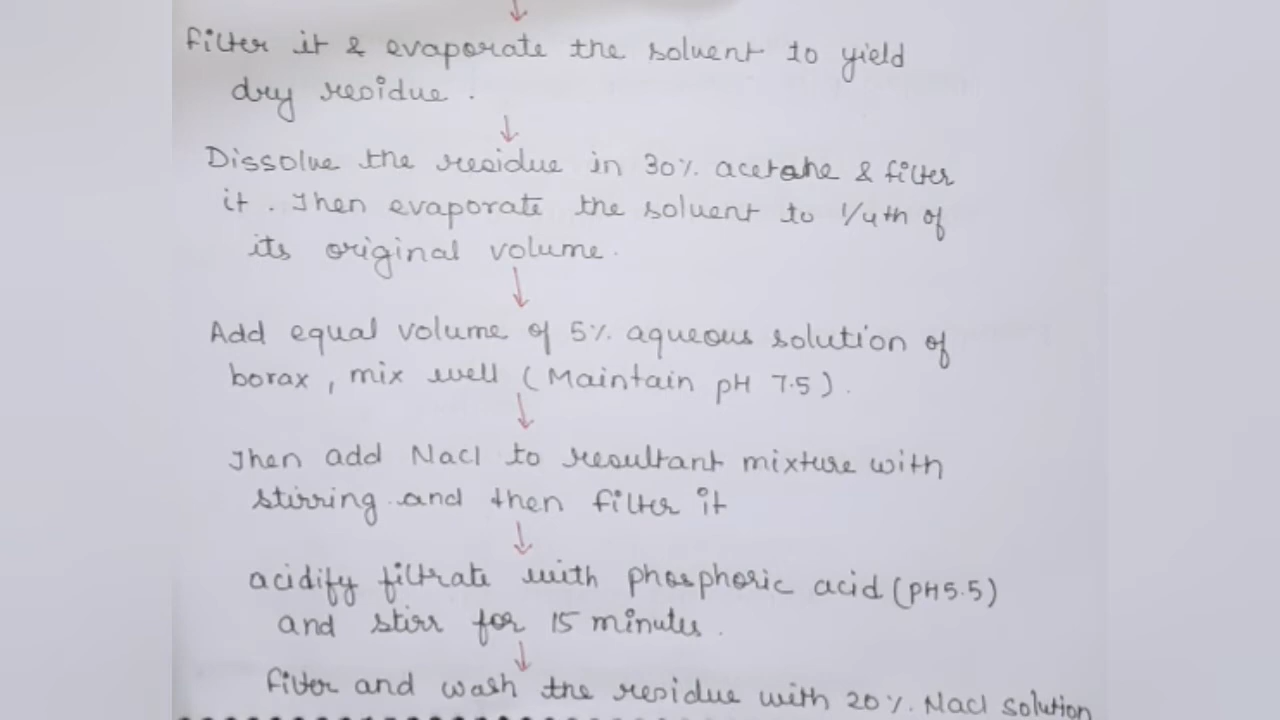 Filter it & evaporate the solvent to yield
dry residue.
Dissolve the residue in 30% acetone & filter
it. Then evaporate the solvent to 1/4th of
its original volume.
Add equal volume of 5% aqueous solution of
borax, mix well (Maintain pH 7.5).
Then add Nacl to resultant mixture with
stirring and then filter it
acidify filtrate with phosphoric acid (pH5.5)
and stirr for 15 minutes.
filter and wash the residue with 20% Nacl solution